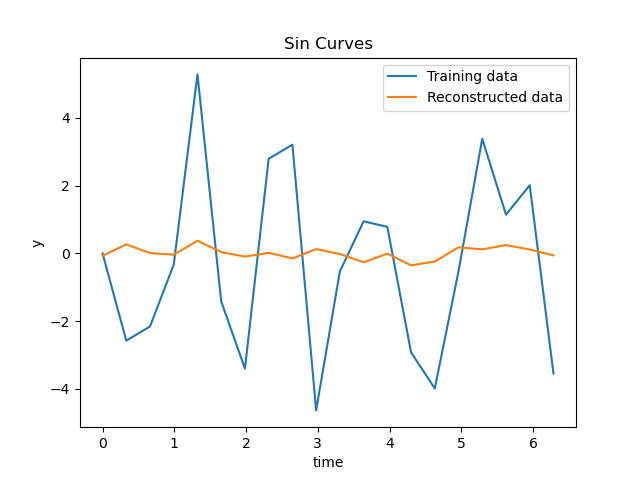 Sin Curves
Training data
Reconstructed data
4
2
0
−2
−4
y
0 1 2 3 4 5 6
time